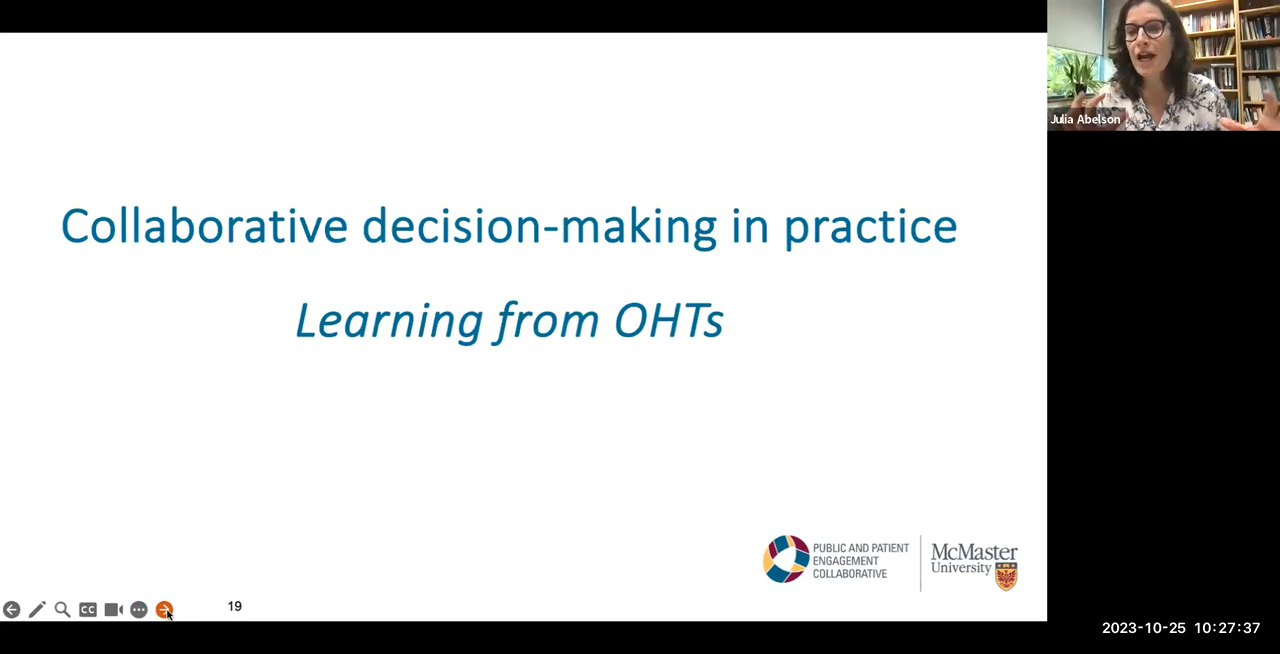 Julia Abelson
Collaborative decision-making in practice
Learning from OHTs
PUBLIC AND PATIENT
ENGAGEMENT
COLLABORATIVE
McMaster
University
CC
19
2023-10-25 10:27:37